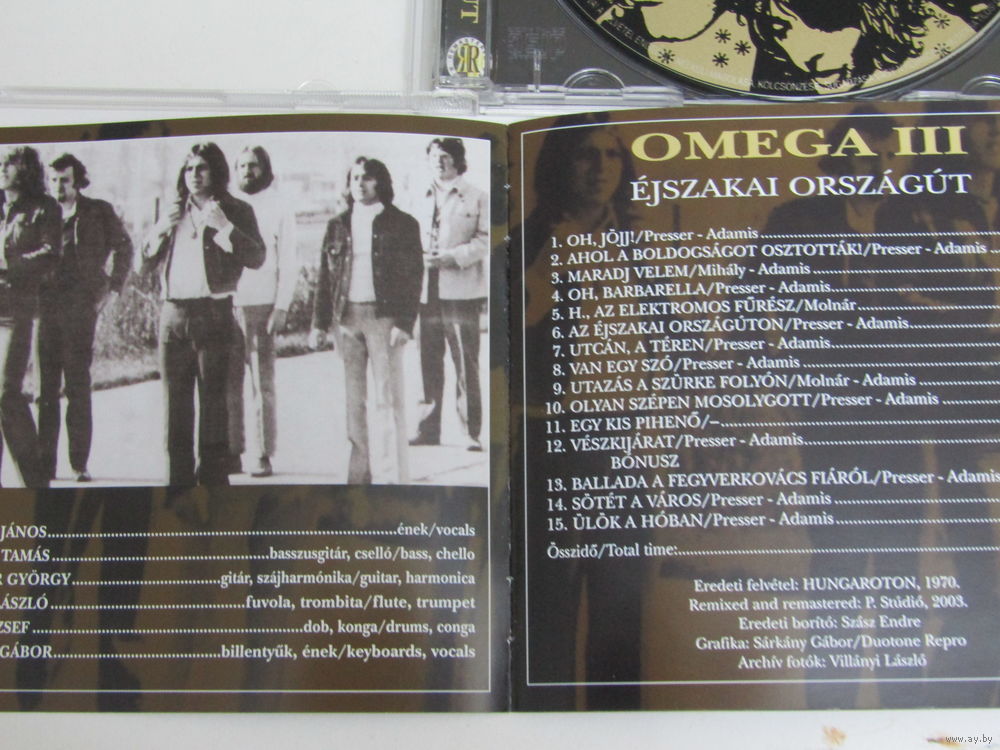 OMEGA III
ÉJSZAKAI ORSZÁGÚT
1. OH, JÖJJ!/Presser - Adamis
2. AHOL A BOLDOGSÁGOT OSZTOTTÁK!/Presser - Adamis
3. MARADJ VELEM/Mihály - Adamis
4. OH, BARBARELLA/Presser - Adamis
5. H., AZ ELEKTROMOS FŰRÉSZ/Molnár
6. AZ ÉJSZAKAI ORSZÁGÚTON/Presser - Adamis
7. UTCÁN, A TÉREN/Presser - Adamis
8. VAN EGY SZÓ/Presser - Adamis
9. UTAZÁS A SZÜRKE FOLYÓN/Molnár - Adamis
10. OLYAN SZÉPEN MOSOLYGOTT/Presser - Adamis
11. EGY KIS PIHENŐ/–
12. VÉSZKIJÁRAT/Presser - Adamis
BÓNUSZ
13. BALLADA A FEGYVERKOVÁCS FIÁRÓL/Presser - Adamis
14. SÖTÉT A VÁROS/Presser - Adamis
15. ÜLÖK A HÓBAN/Presser - Adamis
Összidő/Total time:
Eredeti felvétel: HUNGAROTON, 1970.
Remixed and remastered: P. Stúdió, 2003.
Eredeti borító: Szász Endre
Grafika: Sárkány Gábor/Duotone Repro
Archív fotók: Villányi László
JÁNOS ének/vocals
TAMÁS basszusgitár, cselló/bass, chello
R GYÖRGY gitár, szájharmónika/guitar, harmonica
ÁSZLÓ fuvola, trombita/flute, trumpet
ZSEF dob, konga/drums, conga
GÁBOR billentyűk, ének/keyboards, vocals
KÖLCSÖNZÉSE
www.ay.by